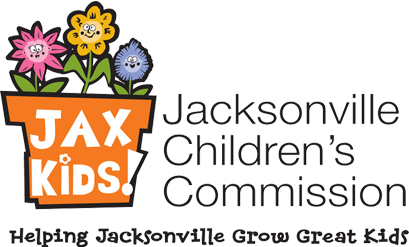 JAX
KiDS!
Jacksonville
Children's
Commission
Helping Jacksonville Grow Great Kids